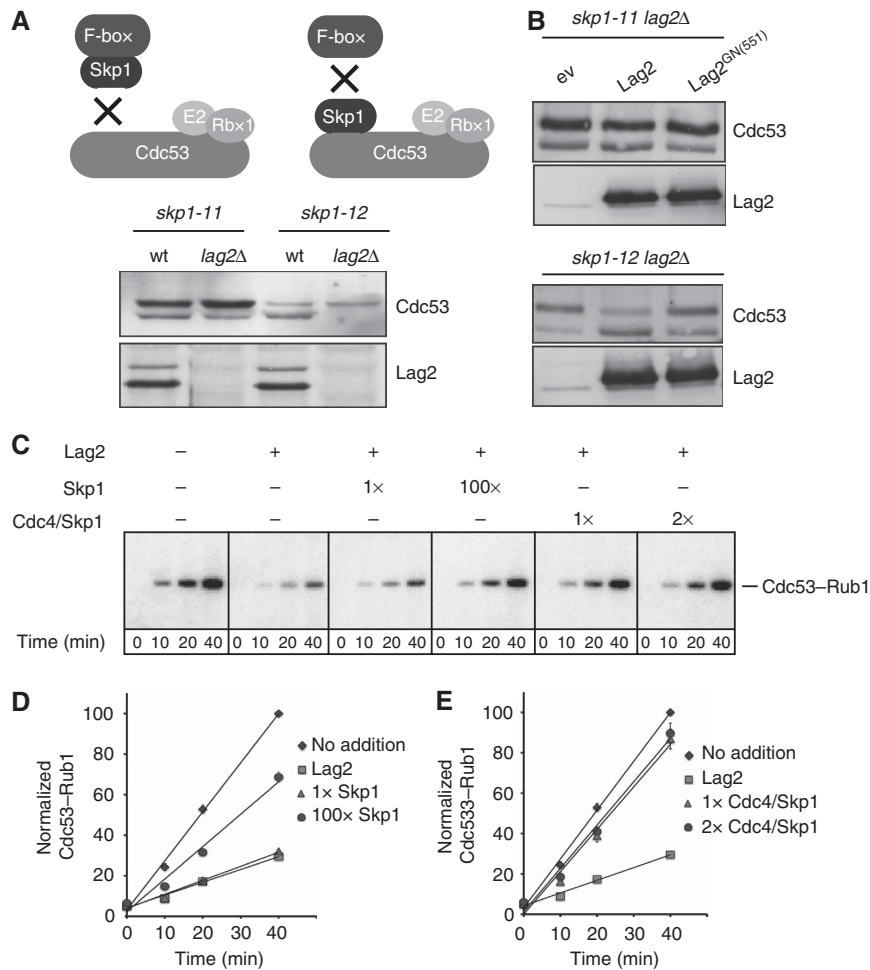 A
F-box
Skp1
E2
Rbx1
Cdc53
F-box
Skp1
E2
Rbx1
Cdc53
skp1-11
skp1-12
wt
lag2Δ
wt
lag2Δ
Cdc53
Lag2
B
skp1-11 lag2Δ
ev
Lag2
Lag2GN(551)
Cdc53
Lag2
skp1-12 lag2Δ
Cdc53
Lag2
C
Lag2 – + + + + +
Skp1 – – 1× 100× – –
Cdc4/Skp1 – – – – 1× 2×
Cdc53–Rub1
Time (min) 0 10 20 40 0 10 20 40 0 10 20 40 0 10 20 40 0 10 20 40 0 10 20 40
D
Normalized
Cdc53–Rub1
100
80
60
40
20
0
0 10 20 30 40
Time (min)
No addition
Lag2
1× Skp1
100× Skp1
E
Normalized
Cdc533–Rub1
100
80
60
40
20
0
0 10 20 30 40
Time (min)
No addition
Lag2
1× Cdc4/Skp1
2× Cdc4/Skp1